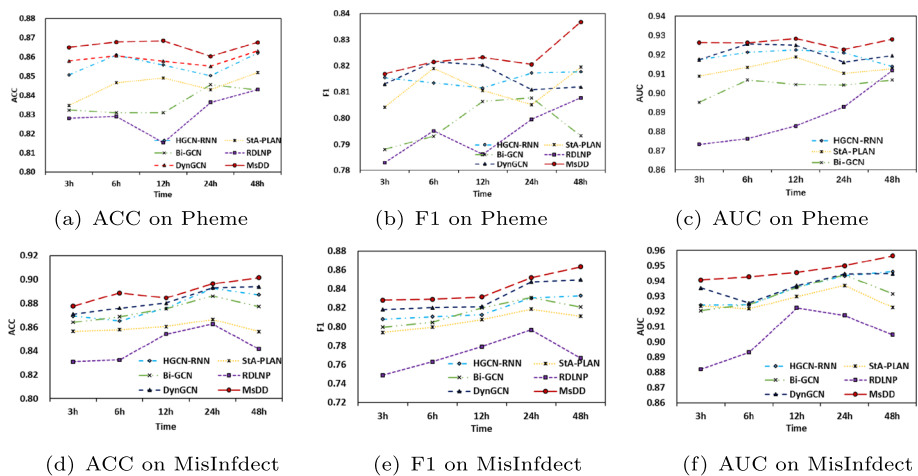 0.88
0.87
0.86
0.85
0.84
0.83
0.82
0.81
0.80
ACC
3h 6h 12h 24h 48h
Time
HGCN-RNN StA-PLAN
Bi-GCN RDLNP
DynGCN MsDD
(a) ACC on Pheme
0.84
0.83
0.82
0.81
0.80
0.79
0.78
F1
3h 6h 12h 24h 48h
Time
HGCN-RNN StA-PLAN
Bi-GCN RDLNP
DynGCN MsDD
(b) F1 on Pheme
0.94
0.93
0.92
0.91
0.90
0.89
0.88
0.87
0.86
AUC
3h 6h 12h 24h 48h
Time
HGCN-RNN
StA-PLAN
Bi-GCN
(c) AUC on Pheme
0.92
0.90
0.88
0.86
0.84
0.82
0.80
ACC
3h 6h 12h 24h 48h
Time
HGCN-RNN StA-PLAN
Bi-GCN RDLNP
DynGCN MsDD
(d) ACC on MisInfdect
0.88
0.86
0.84
0.82
0.80
0.78
0.76
0.74
0.72
F1
3h 6h 12h 24h 48h
Time
HGCN-RNN StA-PLAN
Bi-GCN RDLNP
DynGCN MsDD
(e) F1 on MisInfdect
0.96
0.95
0.94
0.93
0.92
0.91
0.90
0.89
0.88
0.87
0.86
AUC
3h 6h 12h 24h 48h
Time
HGCN-RNN StA-PLAN
Bi-GCN RDLNP
DynGCN MsDD
(f) AUC on MisInfdect